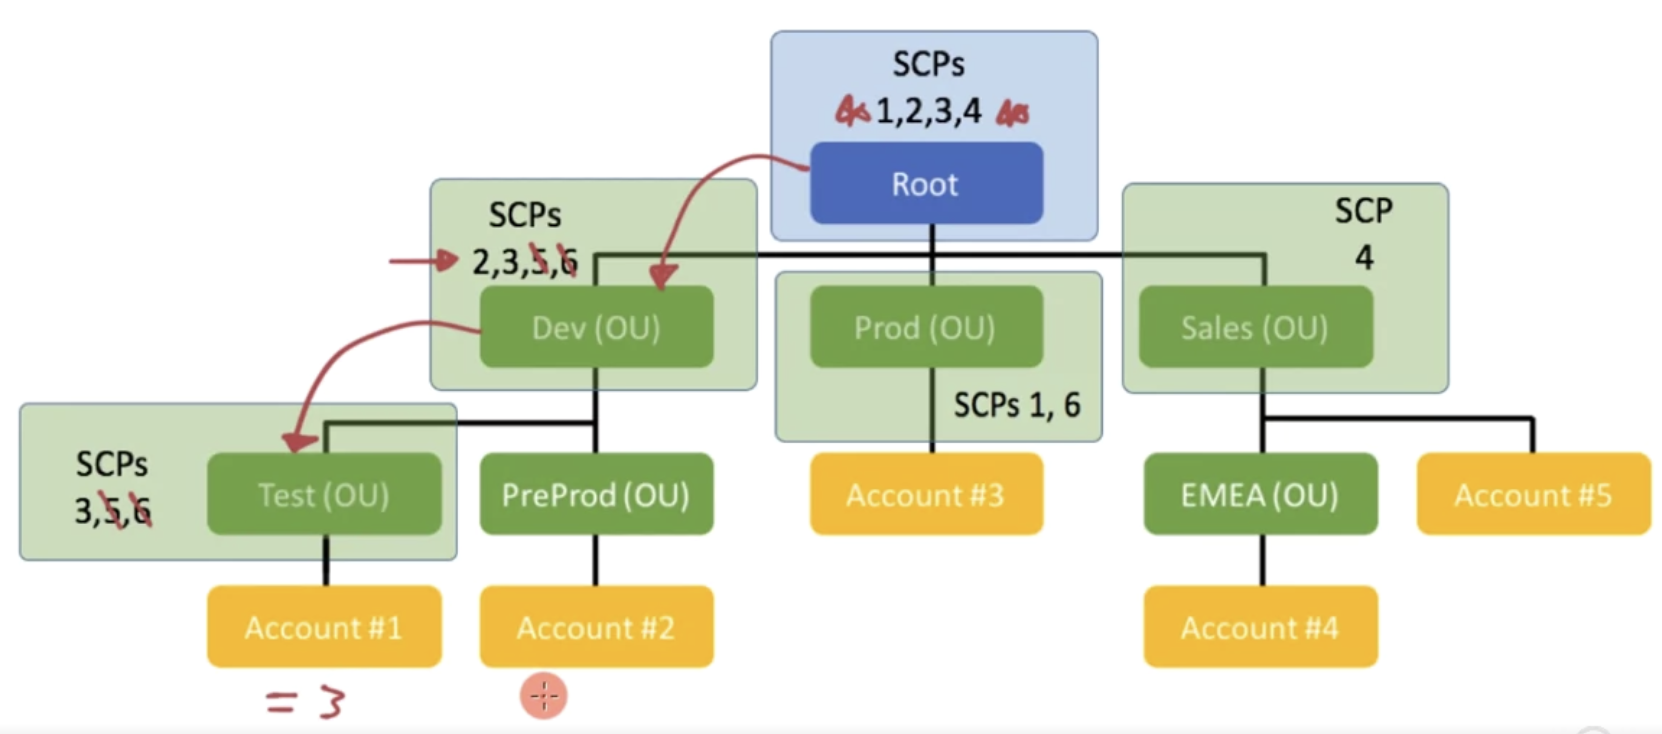 SCPs
1,2,3,4
Root
SCPs
2,3,5,6
Dev (OU)
Prod (OU)
SCPs 1, 6
SCP
4
Sales (OU)
SCPs
3,5,6
Test (OU)
PreProd (OU)
Account #3
EMEA (OU)
Account #5
Account #1
Account #2
Account #4
= 3